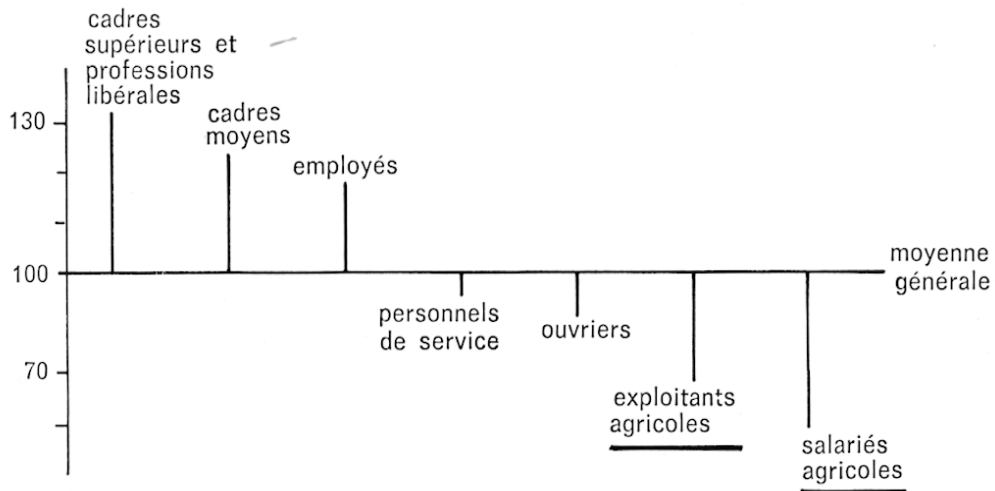 cadres
supérieurs et
professions
libérales
cadres
moyens
employés
130
100
70
moyenne
générale
personnels
de service
ouvriers
exploitants
agricoles
salariés
agricoles